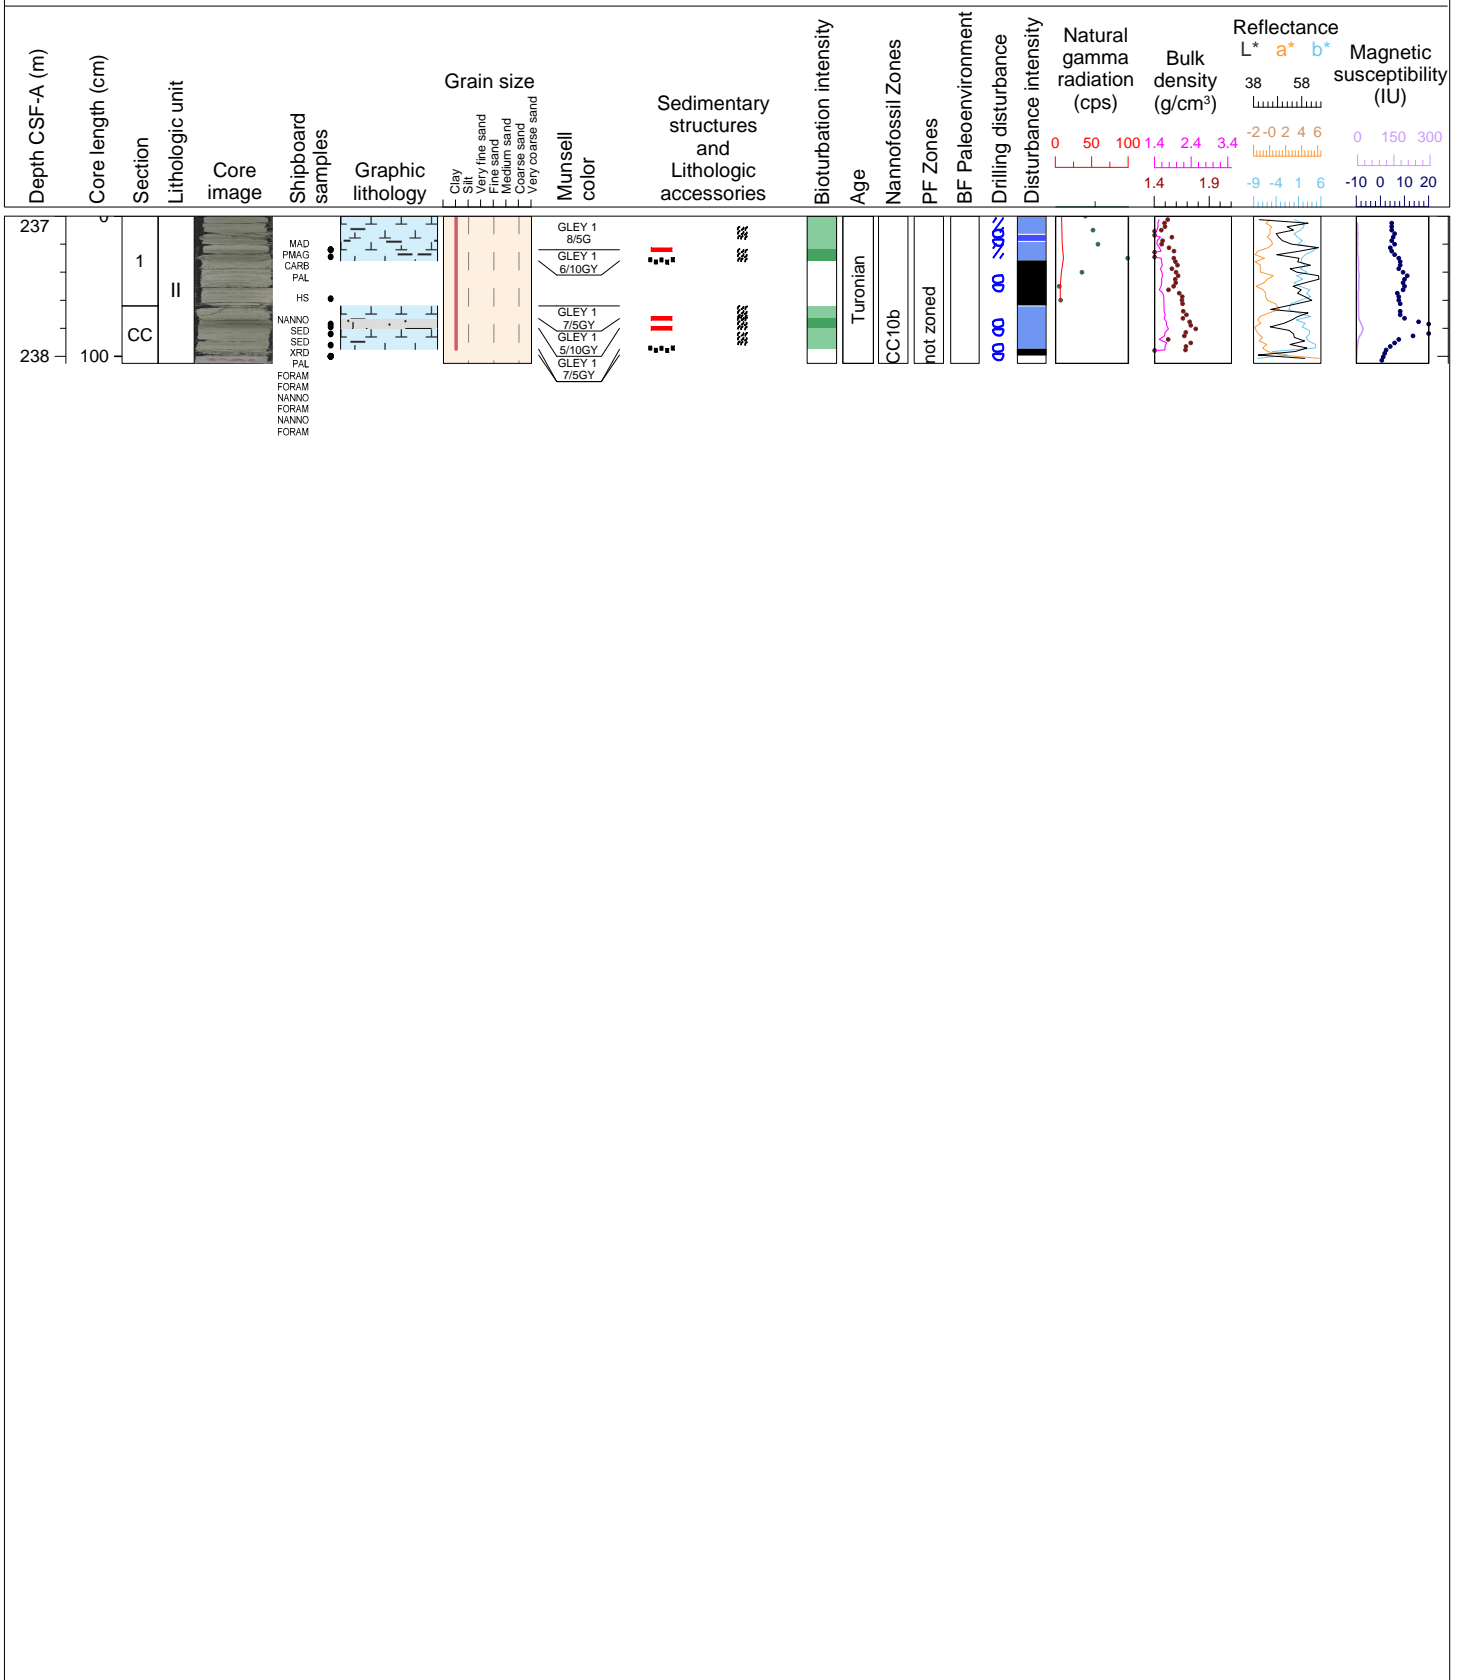 Depth CSF-A (m)
Core length (cm)
Section
Lithologic unit
Core
image
Shipboard
samples
Graphic
lithology
Grain size
Clay
Silt
Very fine sand
Fine sand
Medium sand
Coarse sand
Very coarse sand
Munsell
color
Sedimentary
structures
and
Lithologic
accessories
Bioturbation intensity
Age
Nannofossil Zones
PF Zones
BF Paleoenvironment
Drilling disturbance
Disturbance intensity
Natural
gamma
radiation
(cps)
0 50 100
Bulk
density
(g/cm³)
1.4 2.4 3.4
1.4 1.9
Reflectance
L* a* b*
38 58
-2 -0 2 4 6
-9 -4 1 6
Magnetic
susceptibility
(IU)
0 150 300
-10 0 10 20
237
238
0
100
1
CC
II
MAD
PMAG
CARB
PAL
HS
NANNO
SED
SED
XRD
PAL
FORAM
FORAM
NANNO
FORAM
NANNO
FORAM
GLEY 1
8/5G
GLEY 1
6/10GY
GLEY 1
7/5GY
GLEY 1
5/10GY
GLEY 1
7/5GY
Turonian
CC10b
not zoned